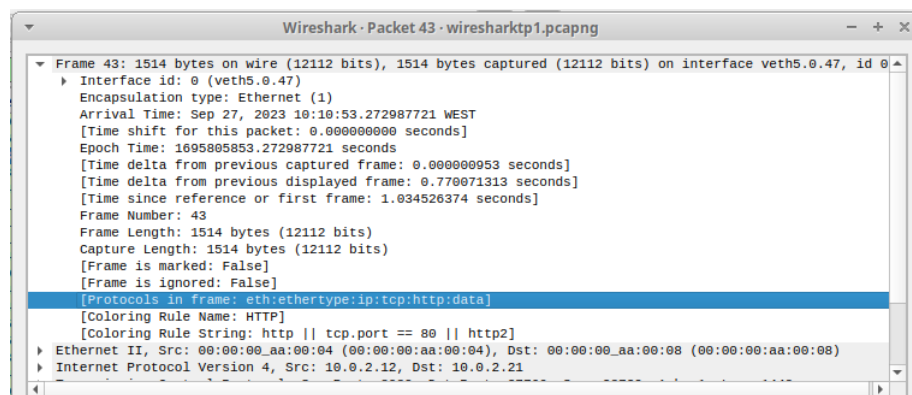 Wireshark · Packet 43 · wiresharktp1.pcapng
Frame 43: 1514 bytes on wire (12112 bits), 1514 bytes captured (12112 bits) on interface veth5.0.47, id 0
Interface id: 0 (veth5.0.47)
Encapsulation type: Ethernet (1)
Arrival Time: Sep 27, 2023 10:10:53.272987721 WEST
[Time shift for this packet: 0.000000000 seconds]
Epoch Time: 1695805853.272987721 seconds
[Time delta from previous captured frame: 0.000000953 seconds]
[Time delta from previous displayed frame: 0.770071313 seconds]
[Time since reference or first frame: 1.034526374 seconds]
Frame Number: 43
Frame Length: 1514 bytes (12112 bits)
Capture Length: 1514 bytes (12112 bits)
[Frame is marked: False]
[Frame is ignored: False]
[Protocols in frame: eth:ethertype:ip:tcp:http:data]
[Coloring Rule Name: HTTP]
[Coloring Rule String: http || tcp.port == 80 || http2]
Ethernet II, Src: 00:00:00_aa:00:04 (00:00:00:aa:00:04), Dst: 00:00:00_aa:00:08 (00:00:00:aa:00:08)
Internet Protocol Version 4, Src: 10.0.2.12, Dst: 10.0.2.21